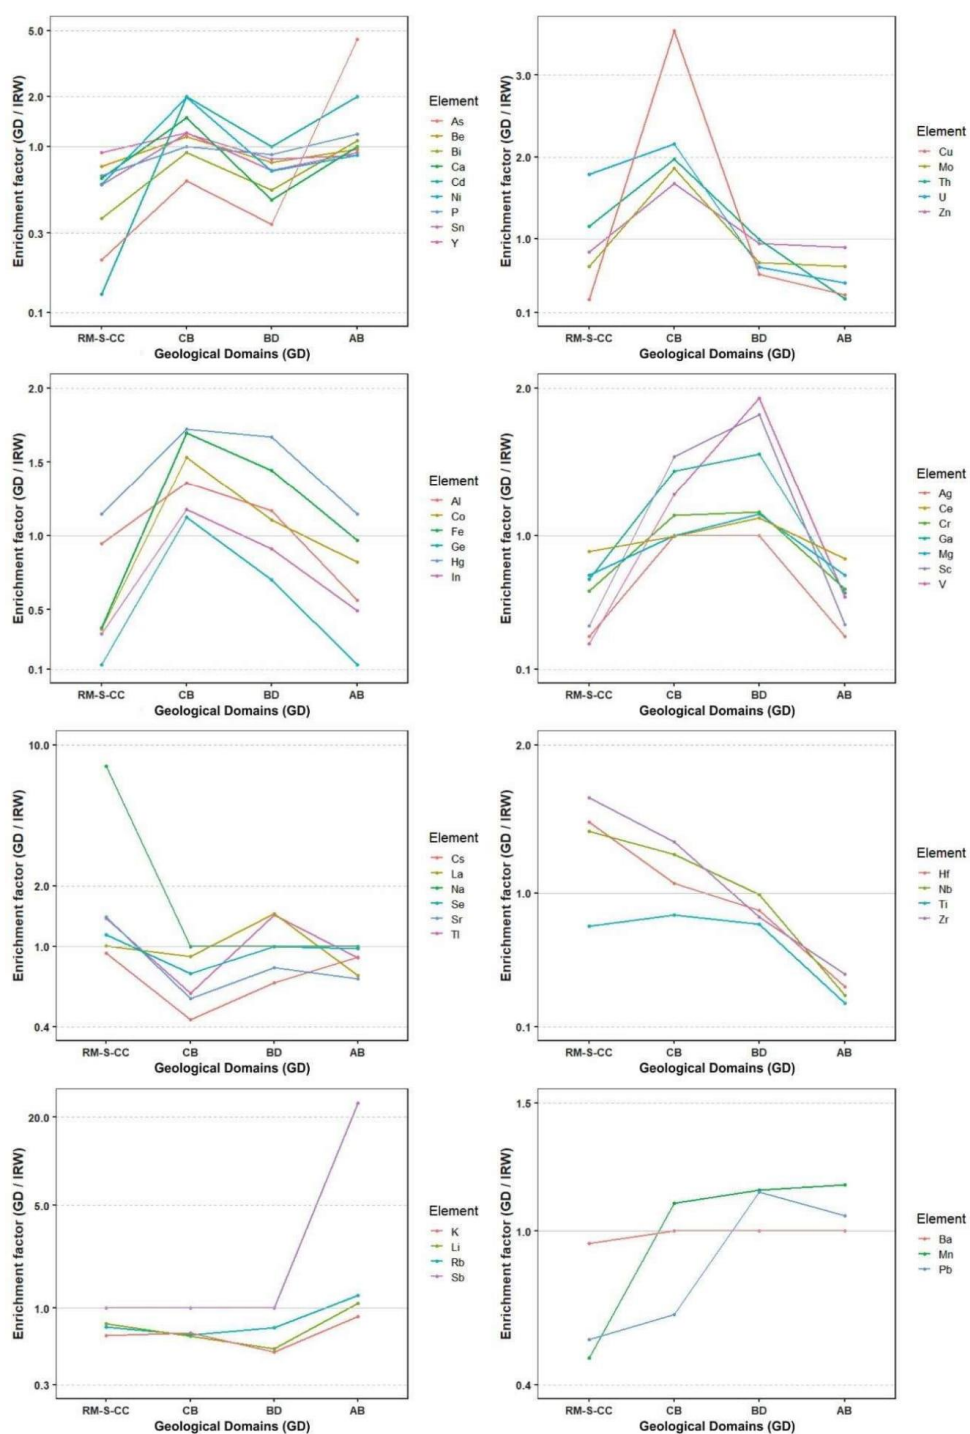 Enrichment factor (GD / IRW)
5.0
2.0
1.0
0.3
0.1
RM-S-CC CB BD AB
Geological Domains (GD)
Element
As
Be
Bi
Ca
Cd
Ni
P
Sn
Y
Enrichment factor (GD / IRW)
3.0
2.0
1.0
0.1
RM-S-CC CB BD AB
Geological Domains (GD)
Element
Cu
Mo
Th
U
Zn
Enrichment factor (GD / IRW)
2.0
1.5
1.0
0.5
0.1
RM-S-CC CB BD AB
Geological Domains (GD)
Element
Al
Co
Fe
Ge
Hg
In
Enrichment factor (GD / IRW)
2.0
1.0
0.1
RM-S-CC CB BD AB
Geological Domains (GD)
Element
Ag
Ce
Cr
Ga
Mg
Sc
V
Enrichment factor (GD / IRW)
10.0
2.0
1.0
0.4
RM-S-CC CB BD AB
Geological Domains (GD)
Element
Cs
La
Na
Se
Sr
Tl
Enrichment factor (GD / IRW)
2.0
1.0
0.1
RM-S-CC CB BD AB
Geological Domains (GD)
Element
Hf
Nb
Ti
Zr
Enrichment factor (GD / IRW)
20.0
5.0
1.0
0.3
RM-S-CC CB BD AB
Geological Domains (GD)
Element
K
Li
Rb
Sb
Enrichment factor (GD / IRW)
1.5
1.0
0.4
RM-S-CC CB BD AB
Geological Domains (GD)
Element
Ba
Mn
Pb